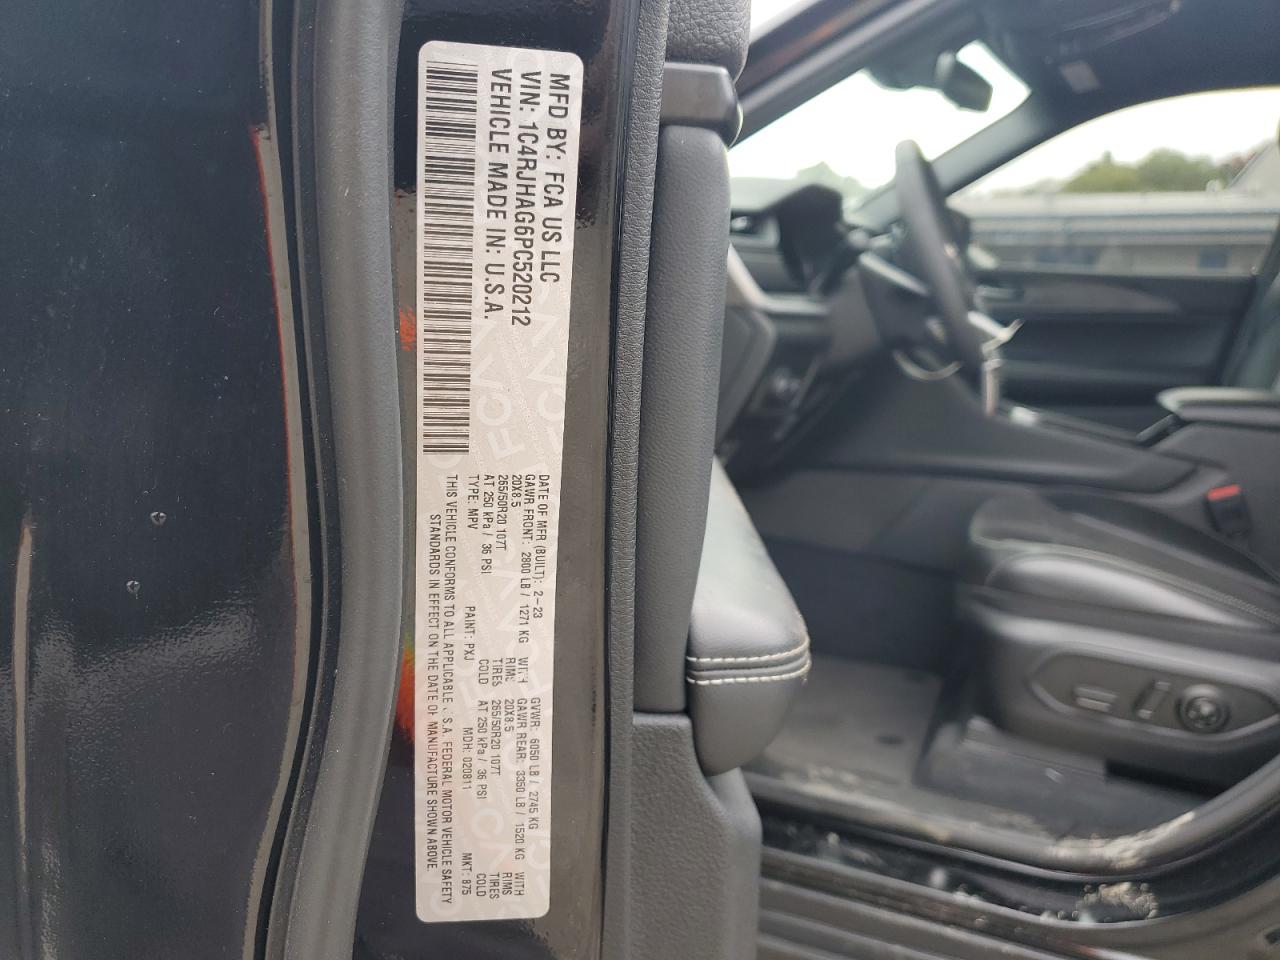 MFD BY: FCA US LLC
VIN: 1C4RJHAG6PC520212
VEHICLE MADE IN: U.S.A.
DATE OF MFR (BUILT): 2-23 GVWR: 6050 LB / 2745 KG
GAWR FRONT: 2800 LB / 1271 KG WITH GAWR REAR: 3350 LB / 1520 KG WITH
20X8.5 RIMS 20X8.5 RIMS
265/50R20 107T TIRES 265/50R20 107T TIRES
AT 250 kPa / 36 PSI COLD AT 250 kPa / 36 PSI COLD
TYPE: MPV PAINT: PXJ MDH: 020811 MKT: 875
THIS VEHICLE CONFORMS TO ALL APPLICABLE .S.A. FEDERAL MOTOR VEHICLE SAFETY
STANDARDS IN EFFECT ON THE DATE OF MANUFACTURE SHOWN ABOVE.